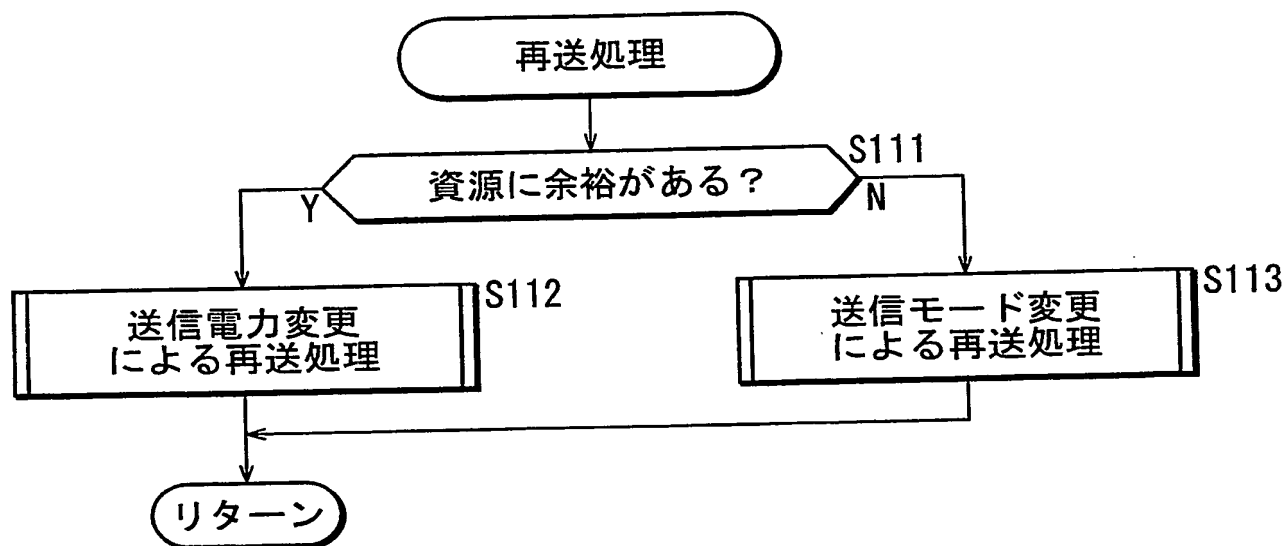 再送処理
資源に余裕がある?
S111
Y
N
送信電力変更
による再送処理
S112
送信モード変更
による再送処理
S113
リターン